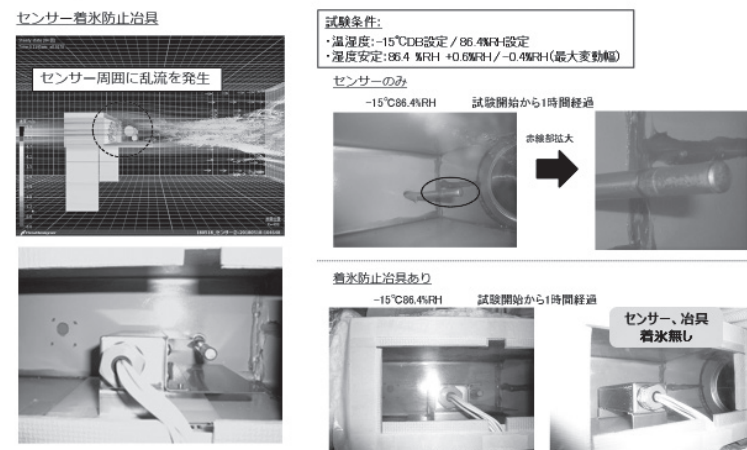 センサー着氷防止冶具
センサー周囲に乱流を発生
試験条件:
・温湿度:-15℃DB設定 / 86.4%RH設定
・湿度安定:86.4 %RH +0.6%RH / -0.4%RH(最大変動幅)
センサーのみ
-15℃86.4%RH 試験開始から1時間経過
赤線部拡大
着氷防止冶具あり
-15℃86.4%RH 試験開始から1時間経過
センサー、冶具
着氷無し